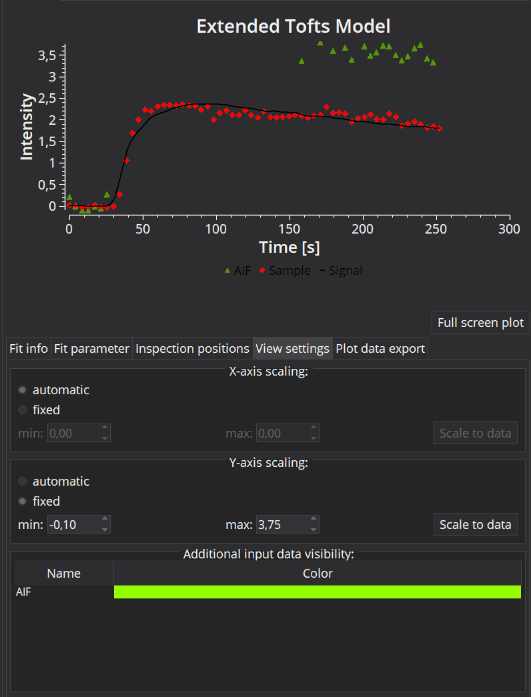 Extended Tofts Model
Intensity
3,5
3
2,5
2
1,5
1
0,5
0
0 50 100 150 200 250 300
Time [s]
AIF Sample Signal
Full screen plot
Fit info Fit parameter Inspection positions View settings Plot data export
X-axis scaling:
automatic
fixed
min: 0,00 max: 0,00 Scale to data
Y-axis scaling:
automatic
fixed
min: -0,10 max: 3,75 Scale to data
Additional input data visibility:
Name Color
AIF